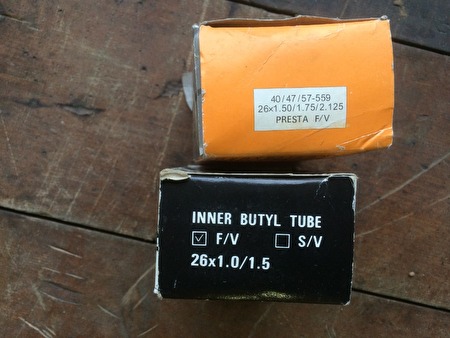 40/47/57-559
26x1.50/1.75/2.125
PRESTA F/V
INNER BUTYL TUBE
☑ F/V ☐ S/V
26x1.0/1.5